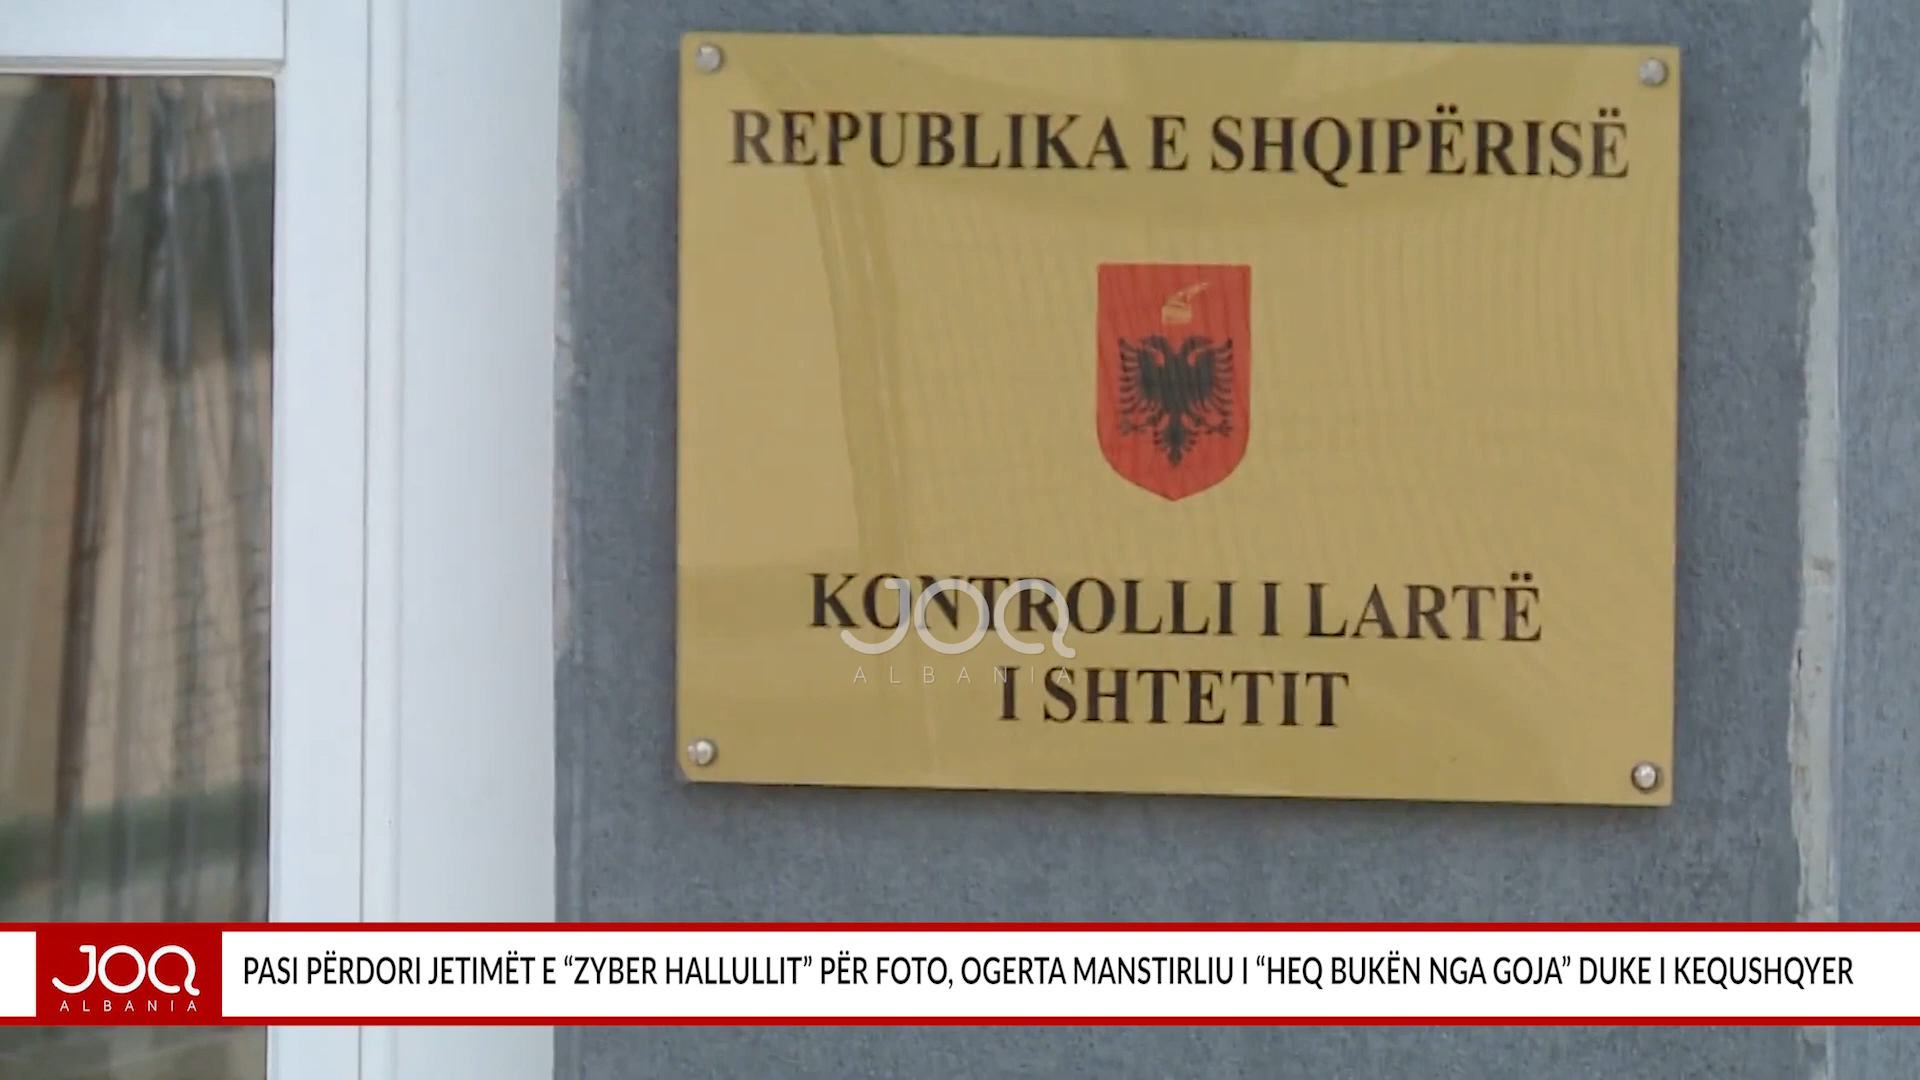 REPUBLIKA E SHQIPËRISË
KONTROLLI I LARTË
I SHTETIT
JOQ
ALBANIA
JOQ
ALBANIA
PASI PËRDORI JETIMËT E “ZYBER HALLULLIT” PËR FOTO, OGERTA MANSTIRLIU I “HEQ BUKËN NGA GOJA” DUKE I KEQUSHQYER